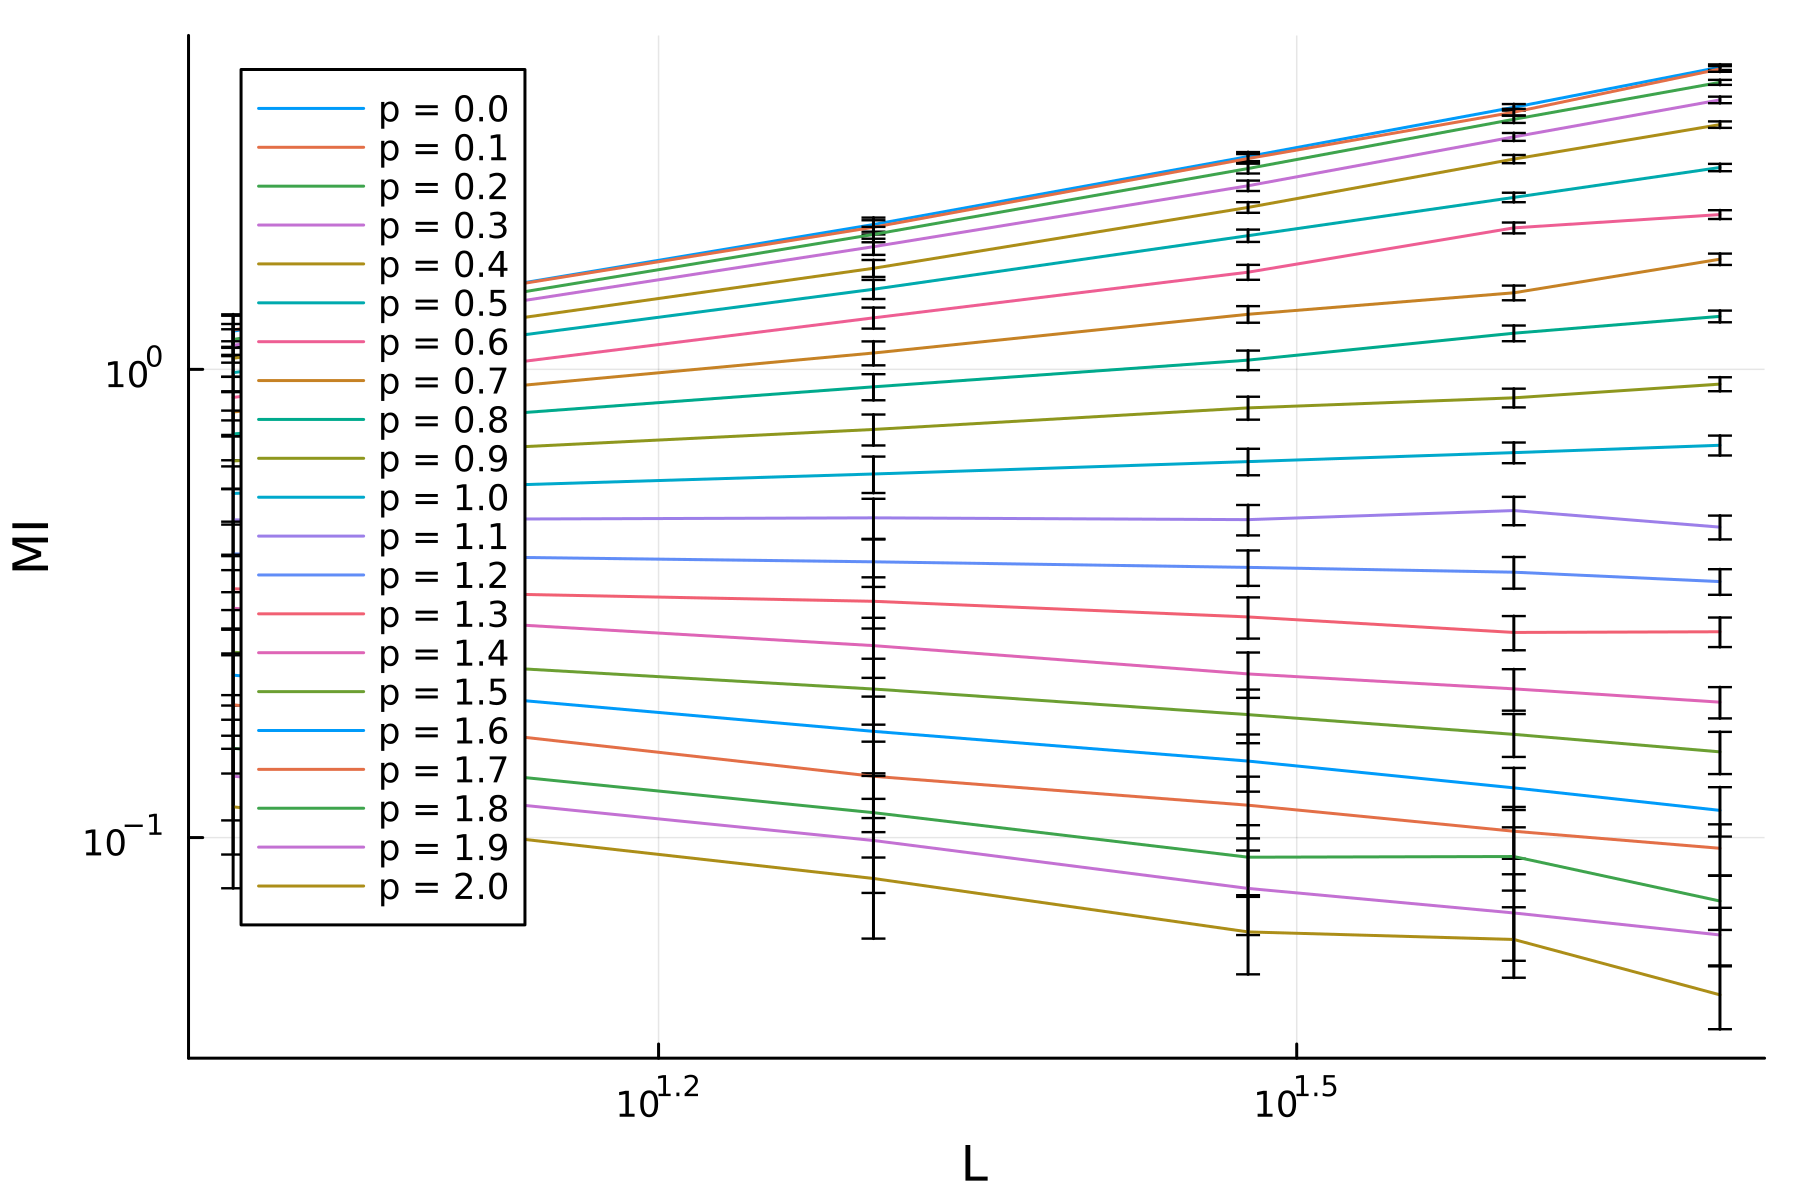 MI
10⁰
10⁻¹
p = 0.0
p = 0.1
p = 0.2
p = 0.3
p = 0.4
p = 0.5
p = 0.6
p = 0.7
p = 0.8
p = 0.9
p = 1.0
p = 1.1
p = 1.2
p = 1.3
p = 1.4
p = 1.5
p = 1.6
p = 1.7
p = 1.8
p = 1.9
p = 2.0
10^1.2
10^1.5
L